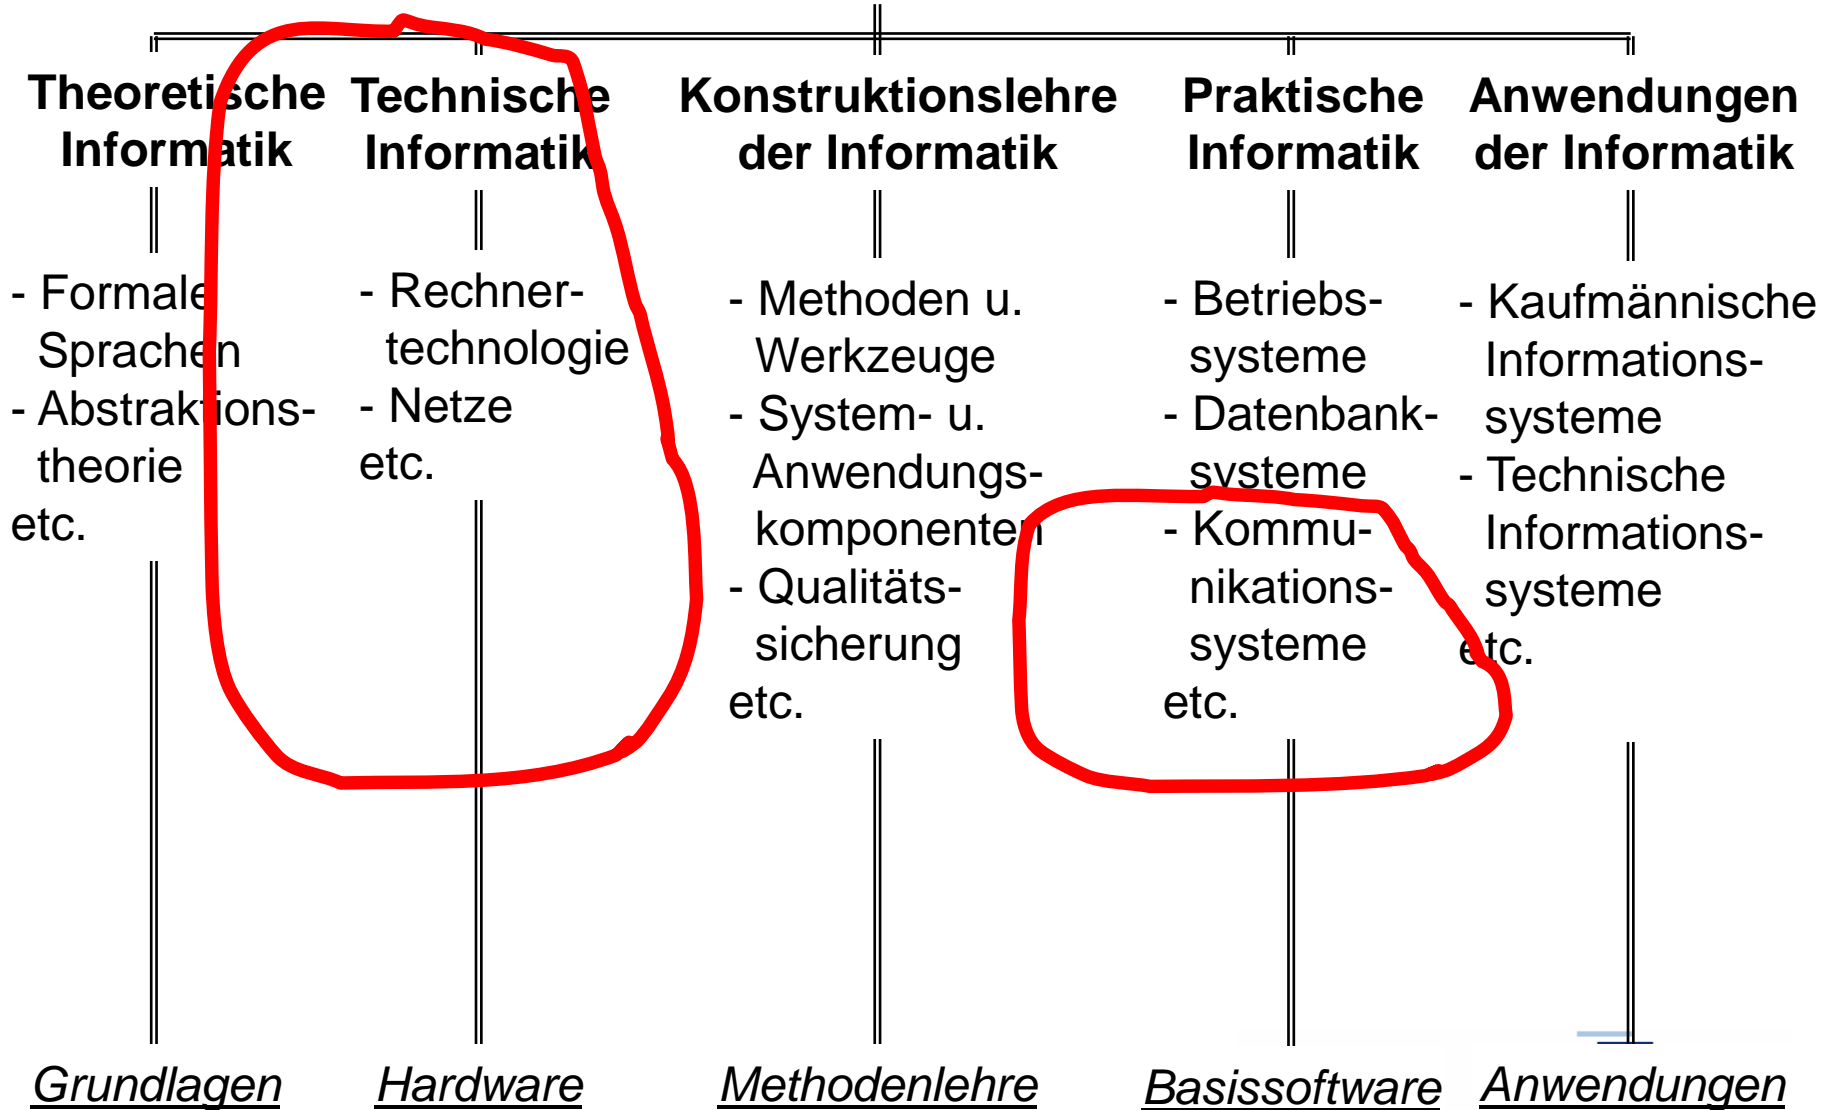 Theoretische
Informatik
- Formale
Sprachen
- Abstraktions-
theorie
etc.
Grundlagen
Technische
Informatik
- Rechner-
technologie
- Netze
etc.
Hardware
Konstruktionslehre
der Informatik
- Methoden u.
Werkzeuge
- System- u.
Anwendungs-
komponenten
- Qualitäts-
sicherung
etc.
Methodenlehre
Praktische
Informatik
- Betriebs-
systeme
- Datenbank-
systeme
- Kommu-
nikations-
systeme
etc.
Basissoftware
Anwendungen
der Informatik
- Kaufmännische
Informations-
systeme
- Technische
Informations-
systeme
etc.
Anwendungen